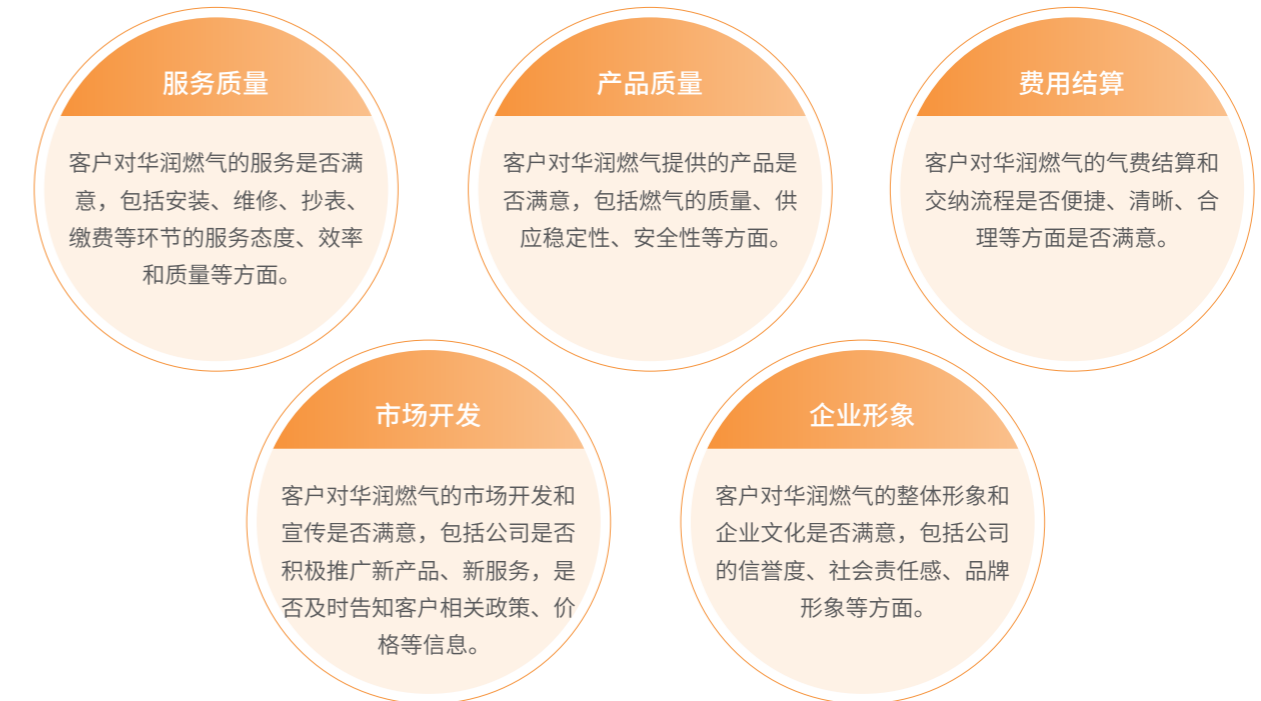 服务质量
客户对华润燃气的服务是否满
意，包括安装、维修、抄表、
缴费等环节的服务态度、效率
和质量等方面。
产品质量
客户对华润燃气提供的产品是
否满意，包括燃气的质量、供
应稳定性、安全性等方面。
费用结算
客户对华润燃气的气费结算和
交纳流程是否便捷、清晰、合
理等方面是否满意。
市场开发
客户对华润燃气的市场开发和
宣传是否满意，包括公司是否
积极推广新产品、新服务，是
否及时告知客户相关政策、价
格等信息。
企业形象
客户对华润燃气的整体形象和
企业文化是否满意，包括公司
的信誉度、社会责任感、品牌
形象等方面。